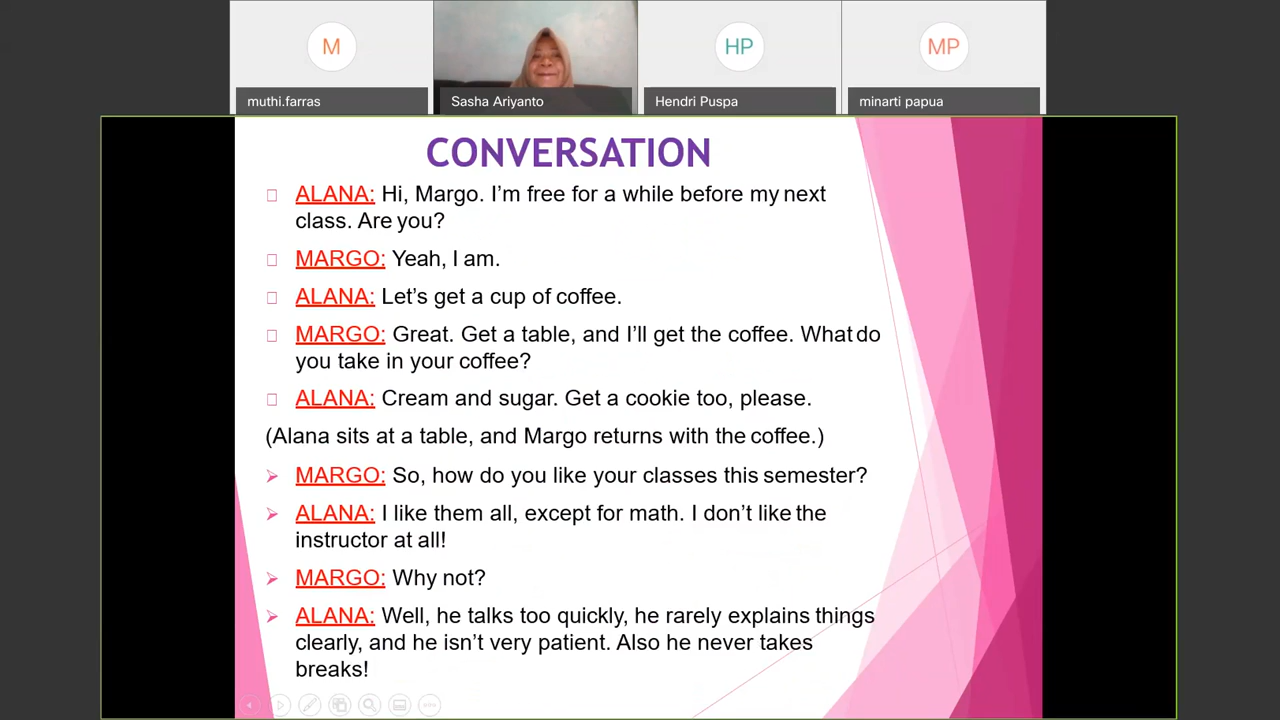 M
HP
MP
muthi.farras
Sasha Ariyanto
Hendri Puspa
minarti papua
CONVERSATION
ALANA: Hi, Margo. I’m free for a while before my next
class. Are you?
MARGO: Yeah, I am.
ALANA: Let’s get a cup of coffee.
MARGO: Great. Get a table, and I’ll get the coffee. What do
you take in your coffee?
ALANA: Cream and sugar. Get a cookie too, please.
(Alana sits at a table, and Margo returns with the coffee.)
MARGO: So, how do you like your classes this semester?
ALANA: I like them all, except for math. I don’t like the
instructor at all!
MARGO: Why not?
ALANA: Well, he talks too quickly, he rarely explains things
clearly, and he isn’t very patient. Also he never takes
breaks!